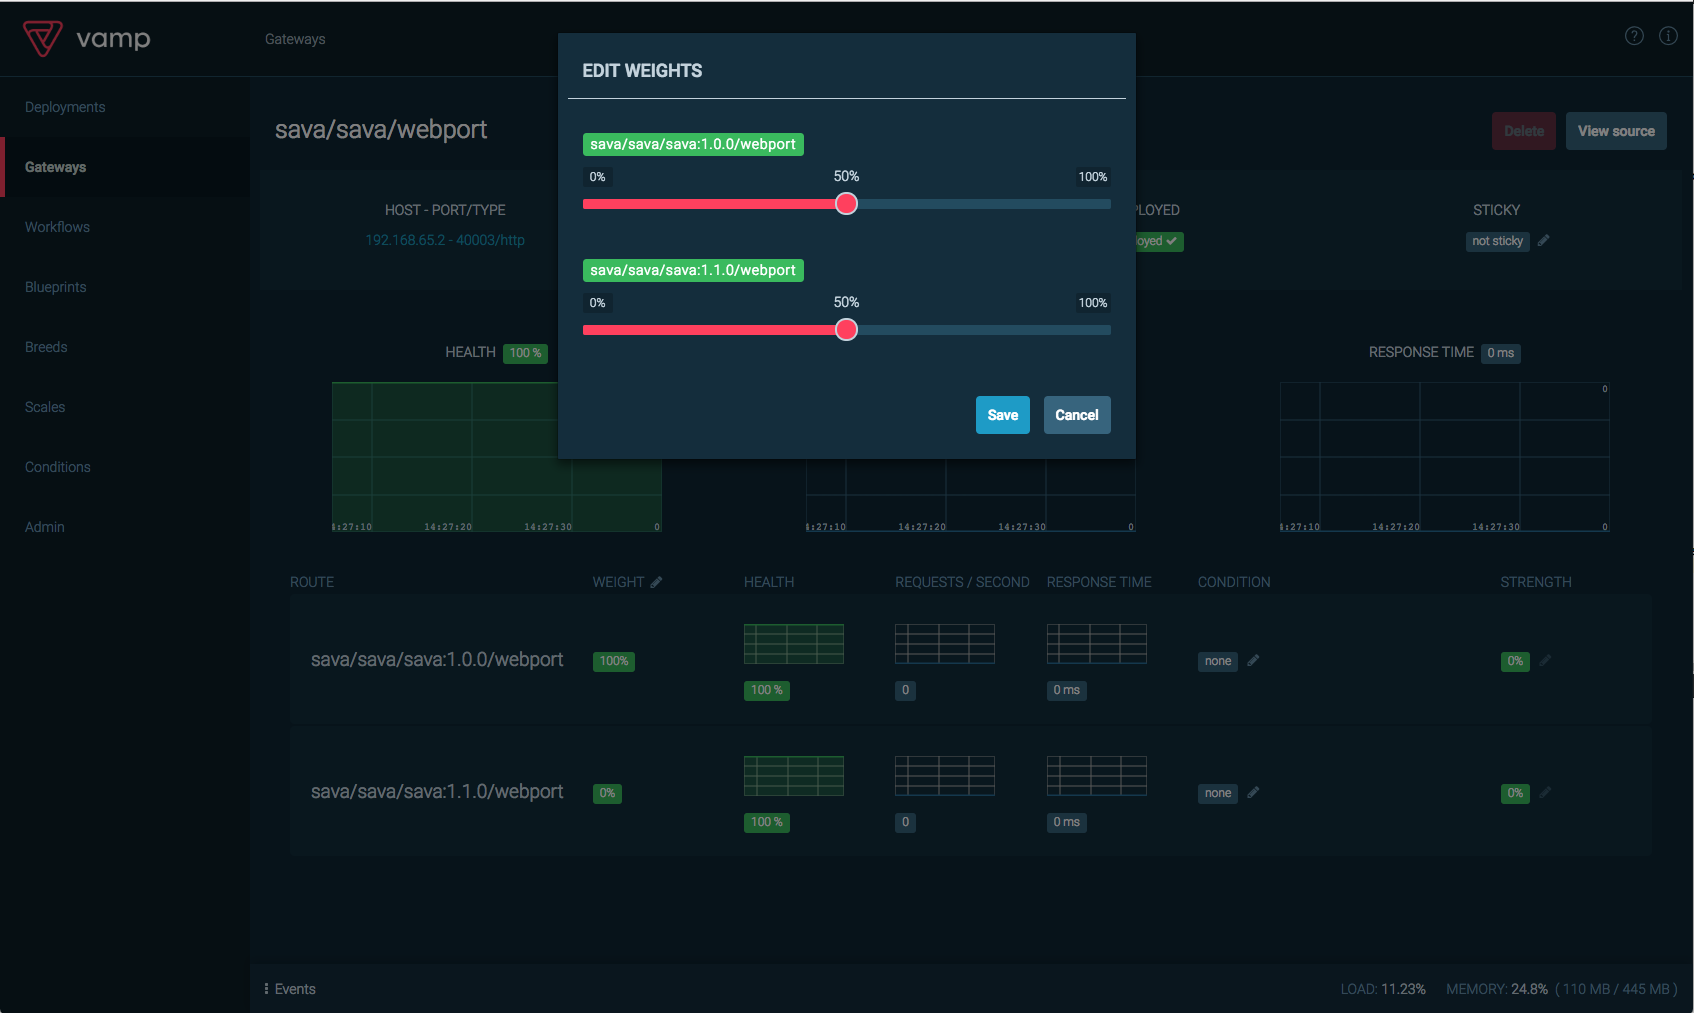 vamp
Gateways
Deployments
Gateways
Workflows
Blueprints
Breeds
Scales
Conditions
Admin
sava/sava/webport
Delete
View source
HOST - PORT/TYPE
192.168.65.2 - 40003/http
PLOYED
oyed
STICKY
not sticky
EDIT WEIGHTS
sava/sava/sava:1.0.0/webport
0%
50%
100%
sava/sava/sava:1.1.0/webport
0%
50%
100%
Save
Cancel
HEALTH 100 %
4:27:10 14:27:20 14:27:30 0
4:27:10 14:27:20 14:27:30 0
RESPONSE TIME 0 ms
0
4:27:10 14:27:20 14:27:30 0
ROUTE WEIGHT HEALTH REQUESTS / SECOND RESPONSE TIME CONDITION STRENGTH
sava/sava/sava:1.0.0/webport 100% none 0%
100 % 0 0 ms
sava/sava/sava:1.1.0/webport 0% none 0%
100 % 0 0 ms
Events
LOAD: 11.23% MEMORY: 24.8% ( 110 MB / 445 MB )